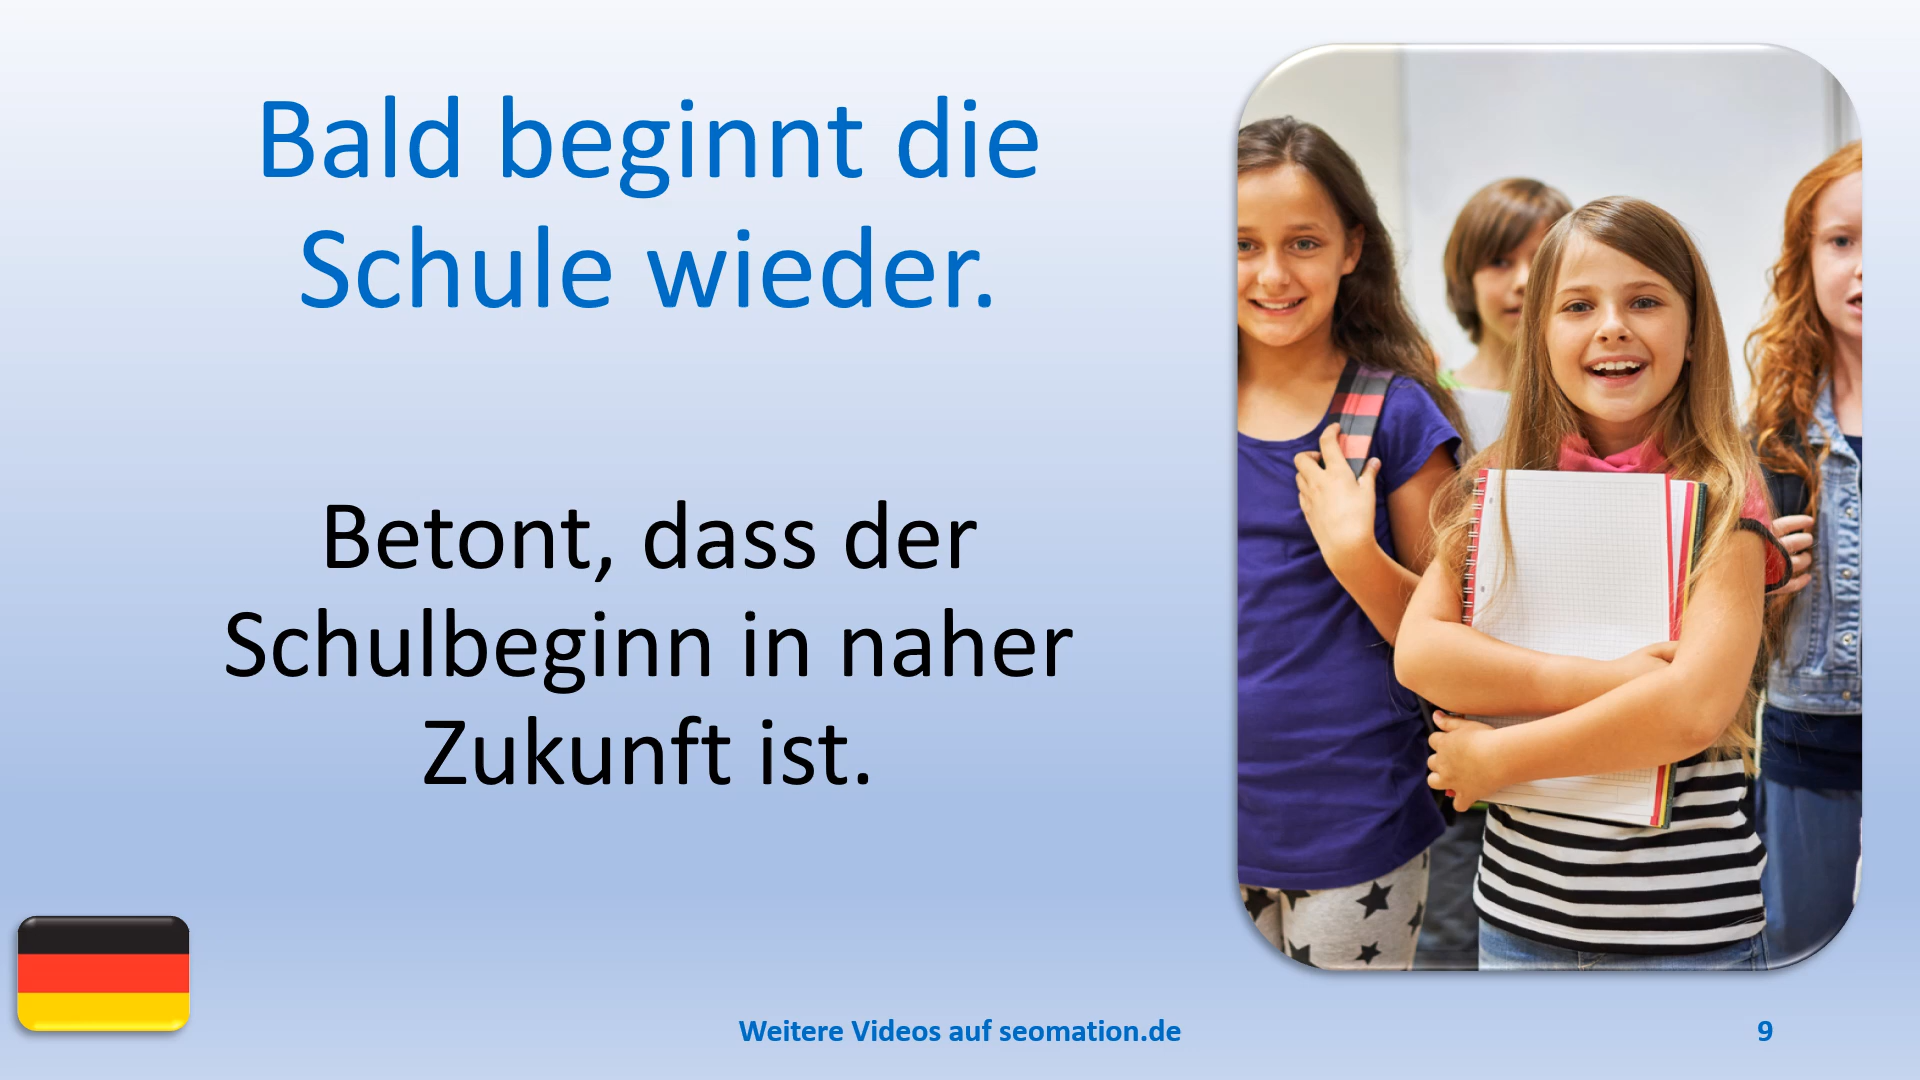 Bald beginnt die
Schule wieder.
Betont, dass der
Schulbeginn in naher
Zukunft ist.
Weitere Videos auf seomation.de
9